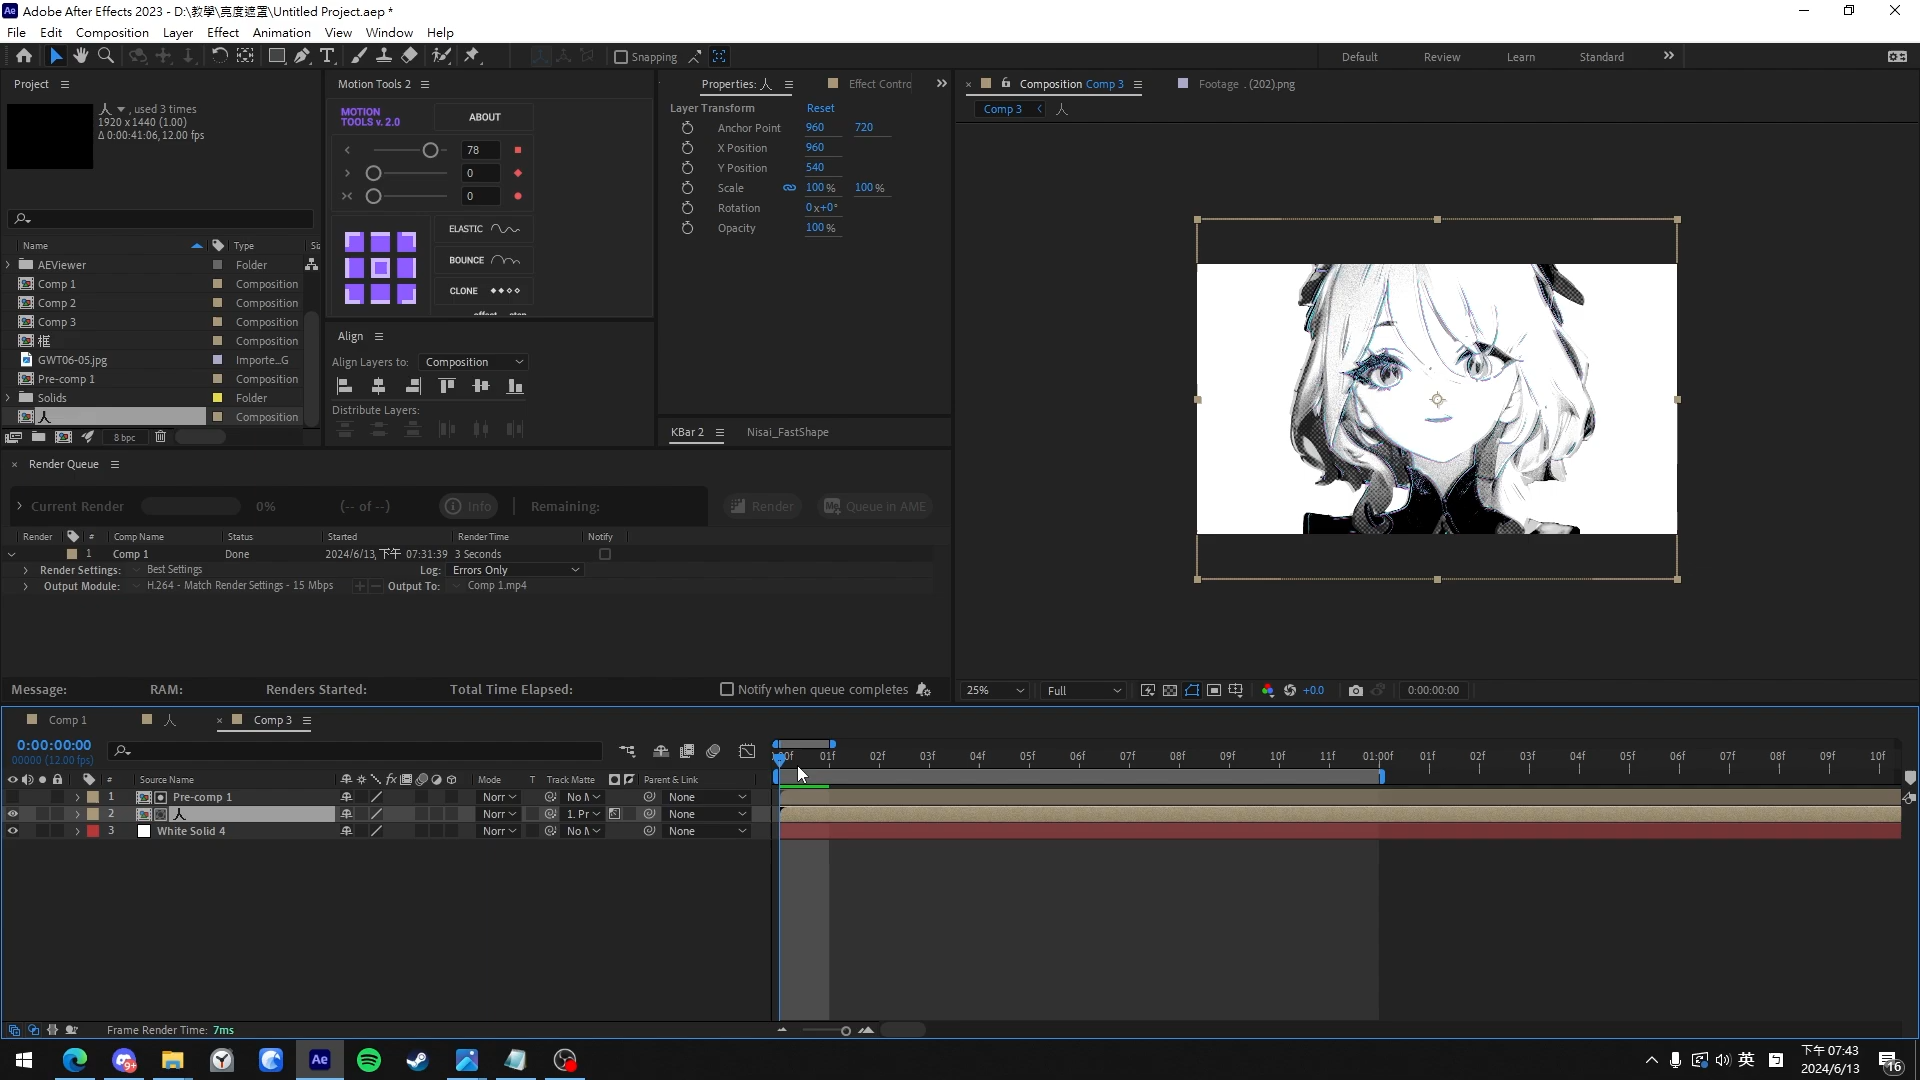 Adobe After Effects 2023 - D:\教學\亮度遮罩\Untitled Project.aep *
File Edit Composition Layer Effect Animation View Window Help
Snapping
Default Review Learn Standard
Project
人 , used 3 times
1920 x 1440 (1.00)
Δ 0:00:41:06, 12.00 fps
Name Type
AEViewer Folder
Comp 1 Composition
Comp 2 Composition
Comp 3 Composition
框 Composition
GWT06-05.jpg Importe...G
Pre-comp 1 Composition
Solids Folder
人 Composition
8 bpc
Motion Tools 2
MOTION
TOOLS v. 2.0
ABOUT
78
0
0
ELASTIC
BOUNCE
CLONE
Align
Align Layers to: Composition
Distribute Layers:
Properties: 人
Effect Contro
Layer Transform Reset
Anchor Point 960 720
X Position 960
Y Position 540
Scale 100 % 100 %
Rotation 0x+0°
Opacity 100 %
KBar 2 Nisai_FastShape
Composition Comp 3
Footage . (202).png
Comp 3 人
25% Full +0.0 0:00:00:00
Render Queue
Current Render 0% (-- of --) Info Remaining: Render Queue in AME
Render # Comp Name Status Started Render Time Notify
1 Comp 1 Done 2024/6/13, 下午 07:31:39 3 Seconds
Render Settings: Best Settings Log: Errors Only
Output Module: H.264 - Match Render Settings - 15 Mbps Output To: Comp 1.mp4
Message: RAM: Renders Started: Total Time Elapsed: Notify when queue completes
Comp 1 人 Comp 3
0:00:00:00
00000 (12.00 fps)
01f 02f 03f 04f 05f 06f 07f 08f 09f 10f 11f 01:00f 01f 02f 03f 04f 05f 06f 07f 08f 09f 10f
# Source Name fx Mode T Track Matte Parent & Link
1 Pre-comp 1 Norr None
2 人 Norr 1. Pr None
3 White Solid 4 Norr None
Frame Render Time: 7ms
9+
Ae
英
下午 07:43
2024/6/13
16